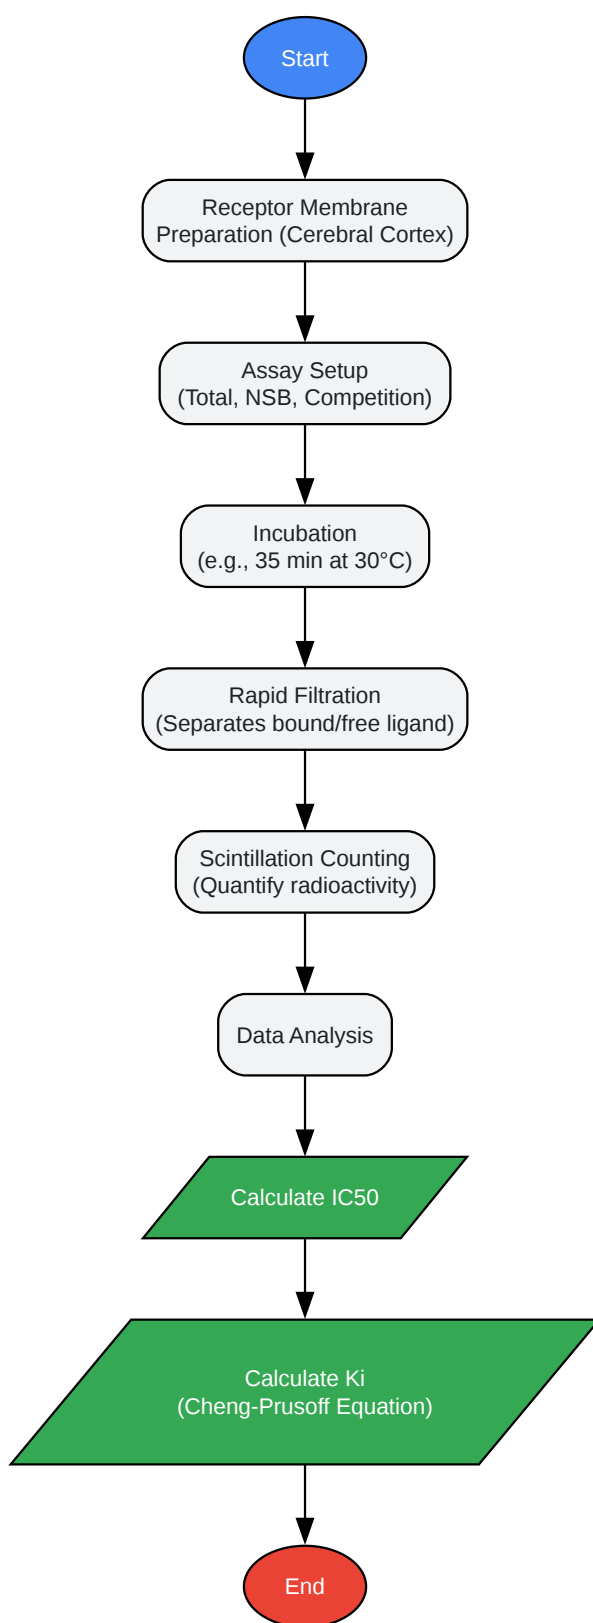 Start
Receptor Membrane
Preparation (Cerebral Cortex)
Assay Setup
(Total, NSB, Competition)
Incubation
(e.g., 35 min at 30°C)
Rapid Filtration
(Separates bound/free ligand)
Scintillation Counting
(Quantify radioactivity)
Data Analysis
Calculate IC50
Calculate Ki
(Cheng-Prusoff Equation)
End